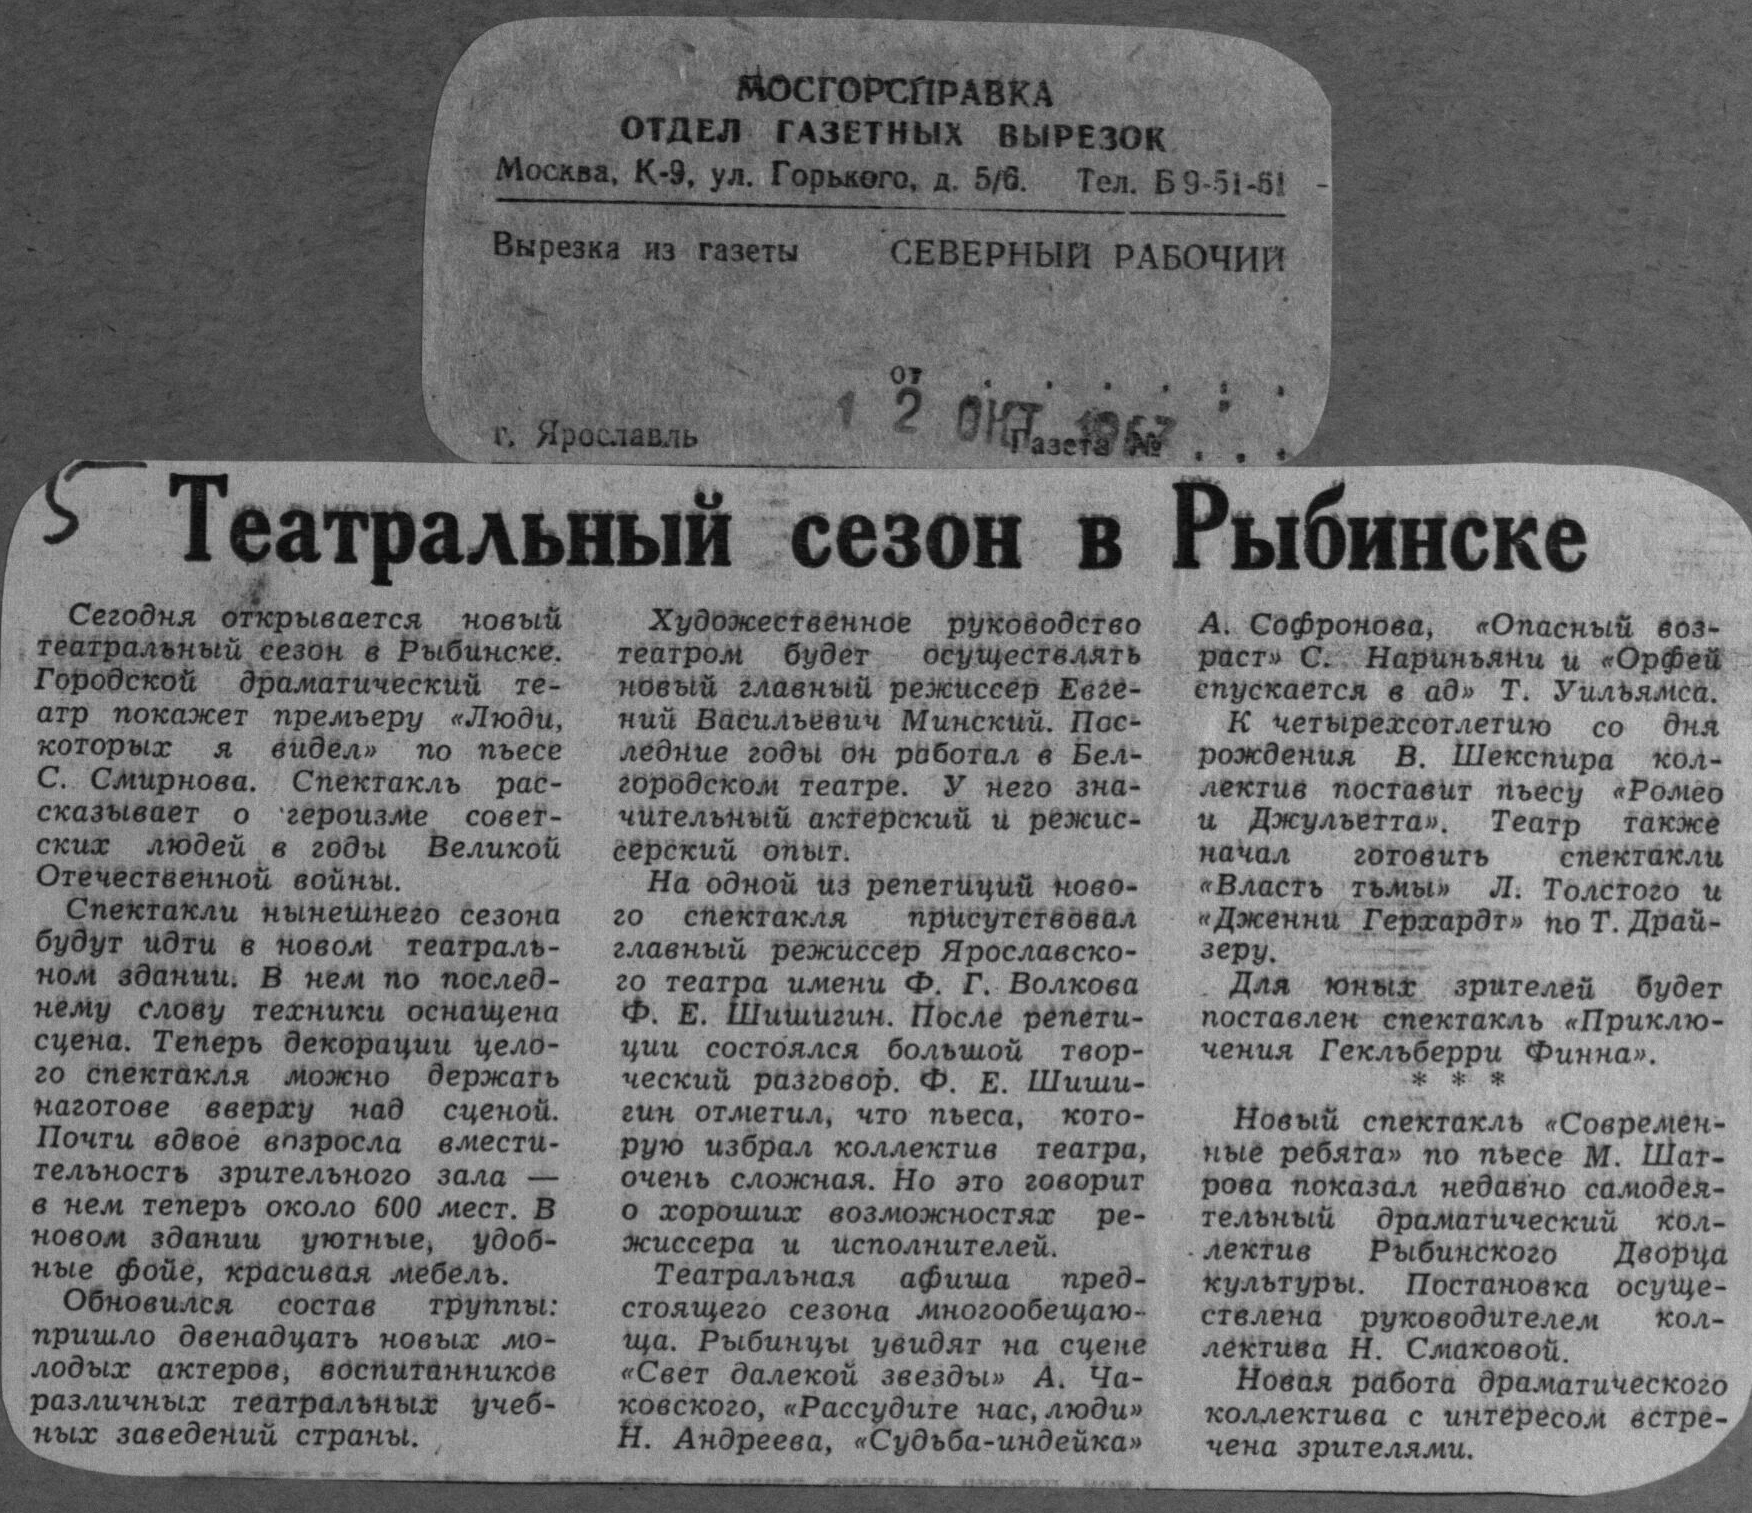 МОСГОРСПРАВКА
ОТДЕЛ ГАЗЕТНЫХ ВЫРЕЗОК
Москва, К-9, ул. Горького, д. 5/6. Тел. Б 9-51-61
Вырезка из газеты СЕВЕРНЫЙ РАБОЧИЙ
от
12 ОКТ
г. Ярославль Газета №
5
Театральный сезон в Рыбинске
Сегодня открывается новый
театральный сезон в Рыбинске.
Городской драматический те-
атр покажет премьеру «Люди,
которых я видел» по пьесе
С. Смирнова. Спектакль рас-
сказывает о героизме совет-
ских людей в годы Великой
Отечественной войны.
Спектакли нынешнего сезона
будут идти в новом театраль-
ном здании. В нем по послед-
нему слову техники оснащена
сцена. Теперь декорации цело-
го спектакля можно держать
наготове вверху над сценой.
Почти вдвое возросла вмести-
тельность зрительного зала —
в нем теперь около 600 мест. В
новом здании уютные, удоб-
ные фойе, красивая мебель.
Обновился состав труппы:
пришло двенадцать новых мо-
лодых актеров, воспитанников
различных театральных учеб-
ных заведений страны.
Художественное руководство
театром будет осуществлять
новый главный режиссер Евге-
ний Васильевич Минский. Пос-
ледние годы он работал в Бел-
городском театре. У него зна-
чительный актерский и режис-
серский опыт.
На одной из репетиций ново-
го спектакля присутствовал
главный режиссер Ярославско-
го театра имени Ф. Г. Волкова
Ф. Е. Шишигин. После репети-
ции состоялся большой твор-
ческий разговор. Ф. Е. Шиши-
гин отметил, что пьеса, кото-
рую избрал коллектив театра,
очень сложная. Но это говорит
о хороших возможностях ре-
жиссера и исполнителей.
Театральная афиша пред-
стоящего сезона многообещаю-
ща. Рыбинцы увидят на сцене
«Свет далекой звезды» А. Ча-
ковского, «Рассудите нас, люди»
Н. Андреева, «Судьба-индейка»
А. Софронова, «Опасный воз-
раст» С. Нариньяни и «Орфей
спускается в ад» Т. Уильямса.
К четырехсотлетию со дня
рождения В. Шекспира кол-
лектив поставит пьесу «Ромео
и Джульетта». Театр также
начал готовить спектакли
«Власть тьмы» Л. Толстого и
«Дженни Герхардт» по Т. Драй-
зеру.
Для юных зрителей будет
поставлен спектакль «Приклю-
чения Гекльберри Финна».
* * *
Новый спектакль «Современ-
ные ребята» по пьесе М. Шат-
рова показал недавно самодея-
тельный драматический кол-
лектив Рыбинского Дворца
культуры. Постановка осуще-
ствлена руководителем кол-
лектива Н. Смаковой.
Новая работа драматического
коллектива с интересом встре-
чена зрителями.